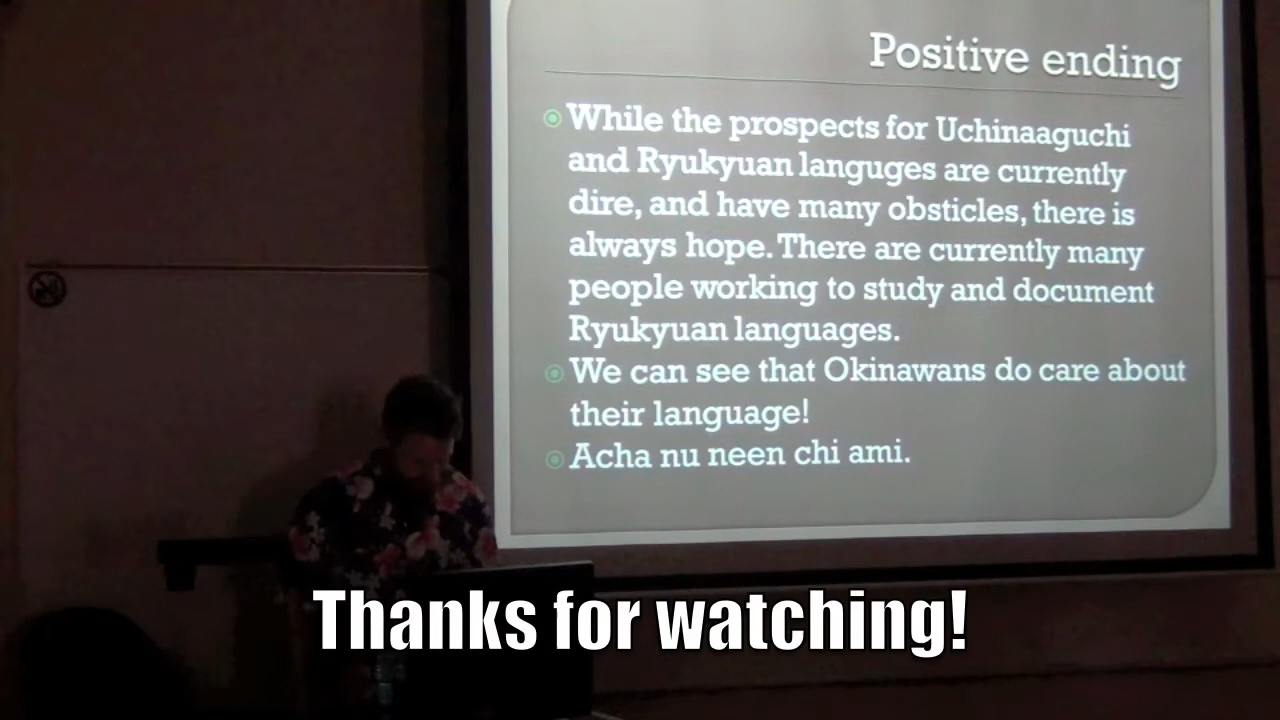 Positive ending
While the prospects for Uchinaaguchi
and Ryukyuan languges are currently
dire, and have many obsticles, there is
always hope. There are currently many
people working to study and document
Ryukyuan languages.
We can see that Okinawans do care about
their language!
Acha nu neen chi ami.
Thanks for watching!